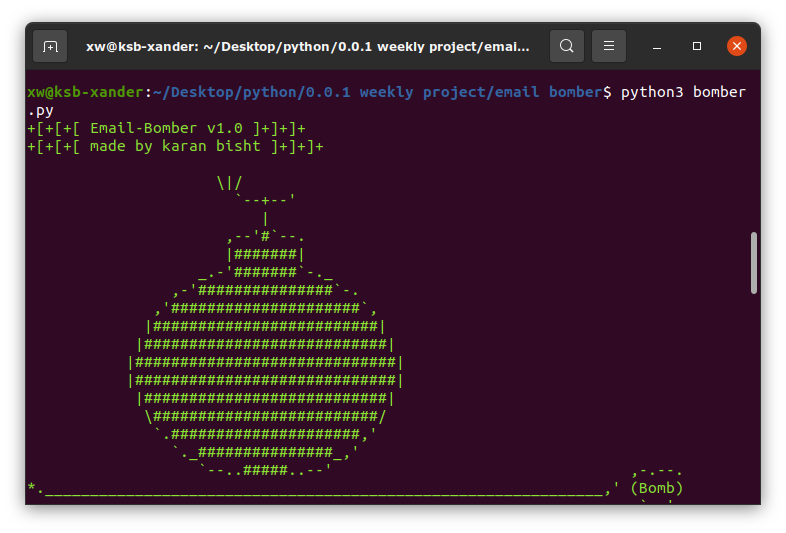 xw@ksb-xander: ~/Desktop/python/0.0.1 weekly project/emai...
xw@ksb-xander:~/Desktop/python/0.0.1 weekly project/email bomber$ python3 bomber
.py
+[+[+[ Email-Bomber v1.0 ]+]+]+
+[+[+[ made by karan bisht ]+]+]+
                     \|/
                       `--+--'
                          |
                      ,--'#`--.
                      |#######|
                   _.-'#######`-._
                ,-'###############`-.
              ,'#####################`,
             |#########################|
            |###########################|
           |#############################|
           |#############################|
            |###########################|
             \#########################/
              `.#####################,'
                `._###############_,'
                   `--..#####..--'                                 ,-.--.
*.______________________________________________________________,' (Bomb)